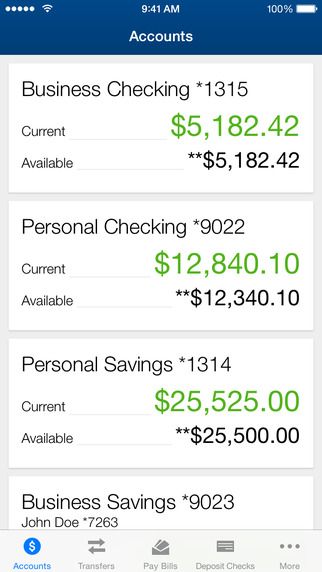 9:41 AM
100%
Accounts
Business Checking *1315
Current $5,182.42
Available **$5,182.42
Personal Checking *9022
Current $12,840.10
Available **$12,340.10
Personal Savings *1314
Current $25,525.00
Available **$25,500.00
Business Savings *9023
John Doe *7263
Accounts Transfers Pay Bills Deposit Checks More